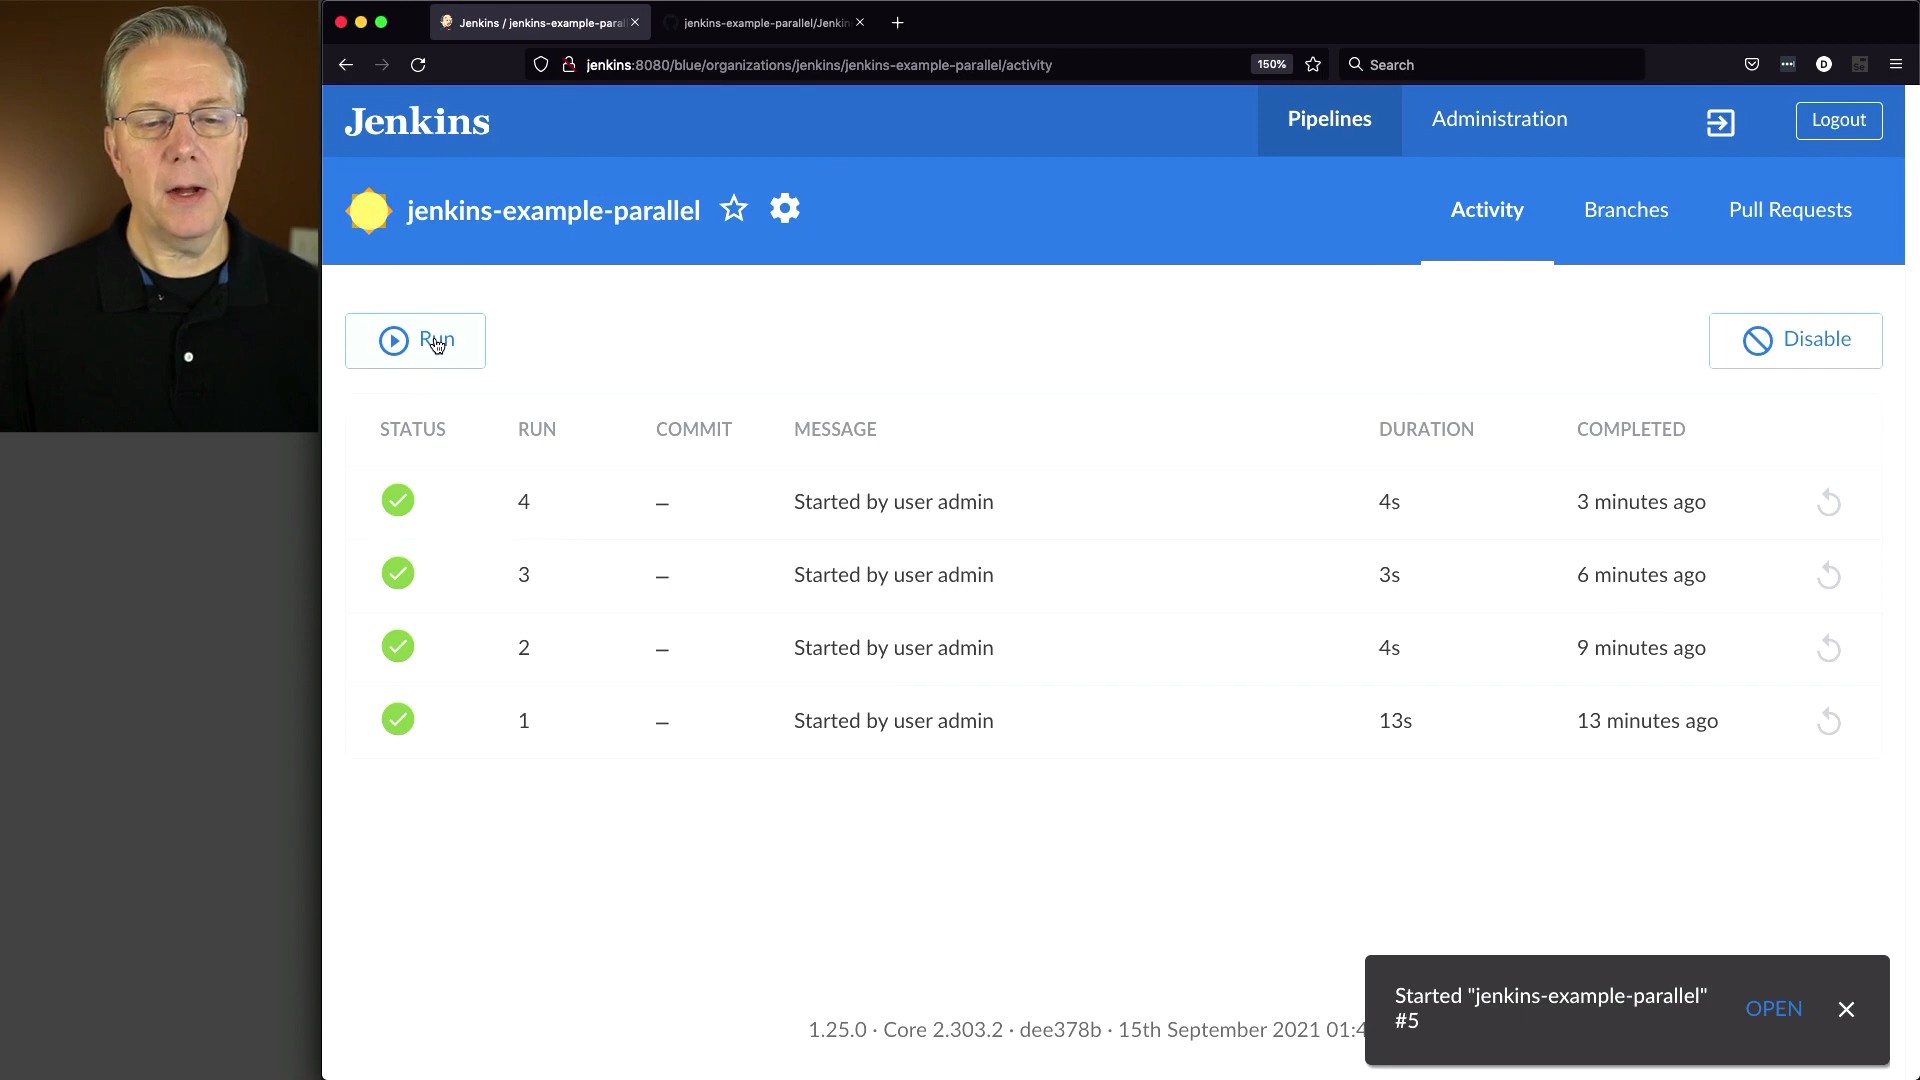 Jenkins / jenkins-example-paral
jenkins-example-parallel/Jenkin
jenkins:8080/blue/organizations/jenkins/jenkins-example-parallel/activity
150%
Search
Jenkins
Pipelines
Administration
Logout
jenkins-example-parallel
Activity
Branches
Pull Requests
Run
Disable
STATUS RUN COMMIT MESSAGE DURATION COMPLETED
4 – Started by user admin 4s 3 minutes ago
3 – Started by user admin 3s 6 minutes ago
2 – Started by user admin 4s 9 minutes ago
1 – Started by user admin 13s 13 minutes ago
1.25.0 · Core 2.303.2 · dee378b · 15th September 2021 01:4
Started "jenkins-example-parallel"
#5
OPEN